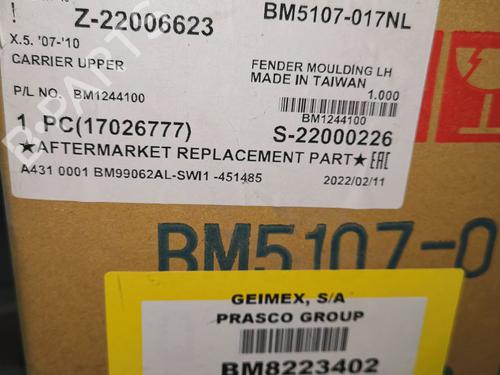 Z-22006623 BM5107-017NL
X.5. '07-'10
CARRIER UPPER FENDER MOULDING LH
MADE IN TAIWAN
P/L NO. BM1244100 1.000
BM1244100
1 PC(17026777) S-22000226
★AFTERMARKET REPLACEMENT PART★ EAC
A431 0001 BM99062AL-SWI1 -451485 2022/02/11
BM5107-0
GEIMEX, S/A
PRASCO GROUP
BM8223402
B-PARTS